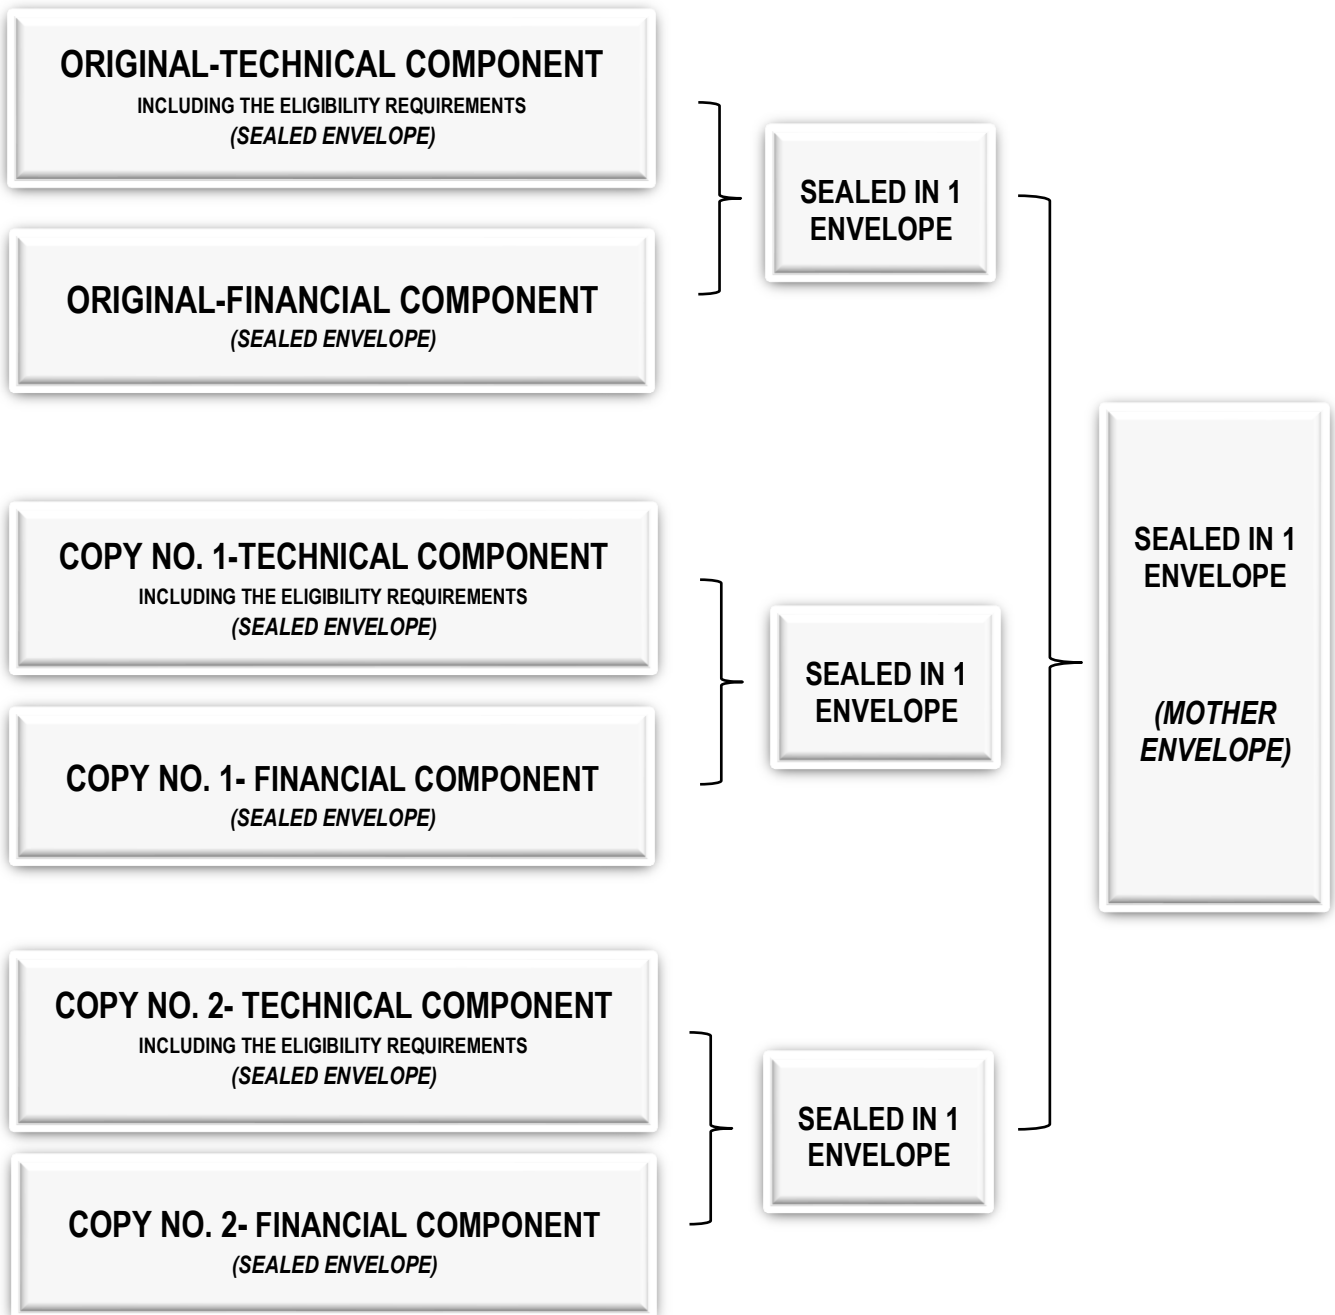 ORIGINAL-TECHNICAL COMPONENT
INCLUDING THE ELIGIBILITY REQUIREMENTS
(SEALED ENVELOPE)
ORIGINAL-FINANCIAL COMPONENT
(SEALED ENVELOPE)
SEALED IN 1
ENVELOPE
COPY NO. 1-TECHNICAL COMPONENT
INCLUDING THE ELIGIBILITY REQUIREMENTS
(SEALED ENVELOPE)
COPY NO. 1- FINANCIAL COMPONENT
(SEALED ENVELOPE)
SEALED IN 1
ENVELOPE
COPY NO. 2- TECHNICAL COMPONENT
INCLUDING THE ELIGIBILITY REQUIREMENTS
(SEALED ENVELOPE)
COPY NO. 2- FINANCIAL COMPONENT
(SEALED ENVELOPE)
SEALED IN 1
ENVELOPE
SEALED IN 1
ENVELOPE
(MOTHER
ENVELOPE)